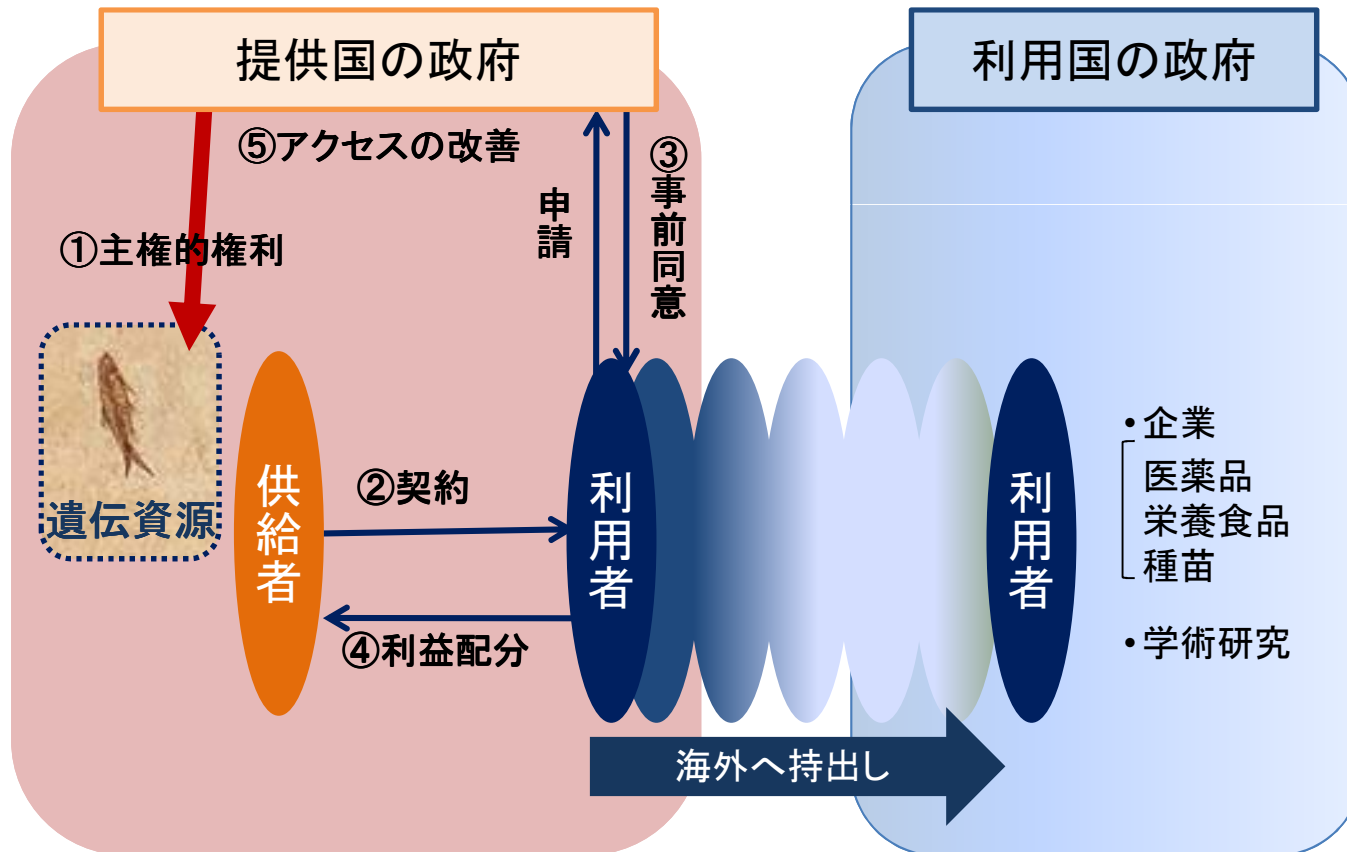 提供国の政府
利用国の政府
⑤アクセスの改善
③事前同意
申請
①主権的権利
遺伝資源
供給者
②契約
④利益配分
利用者
利用者
・企業
医薬品
栄養食品
種苗
・学術研究
海外へ持出し